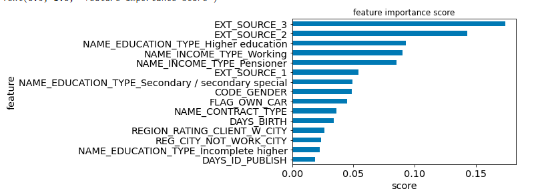 feature importance score
EXT_SOURCE_3
EXT_SOURCE_2
NAME_EDUCATION_TYPE_Higher education
NAME_INCOME_TYPE_Working
NAME_INCOME_TYPE_Pensioner
EXT_SOURCE_1
NAME_EDUCATION_TYPE_Secondary / secondary special
CODE_GENDER
FLAG_OWN_CAR
NAME_CONTRACT_TYPE
DAYS_BIRTH
REGION_RATING_CLIENT_W_CITY
REG_CITY_NOT_WORK_CITY
NAME_EDUCATION_TYPE_Incomplete higher
DAYS_ID_PUBLISH
feature
0.00 0.05 0.10 0.15
score